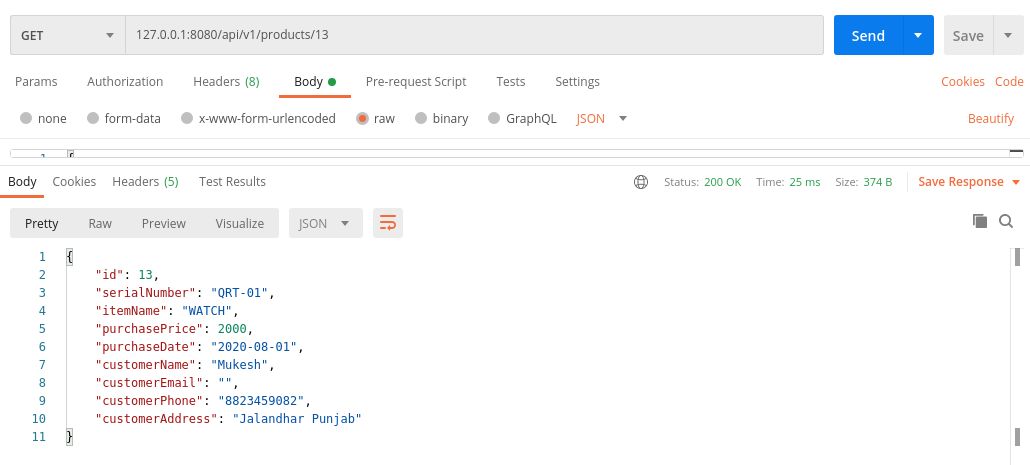 GET 127.0.0.1:8080/api/v1/products/13 Send Save
Params Authorization Headers (8) Body Pre-request Script Tests Settings Cookies Code
none form-data x-www-form-urlencoded raw binary GraphQL JSON Beautify
Body Cookies Headers (5) Test Results Status: 200 OK Time: 25 ms Size: 374 B Save Response
Pretty Raw Preview Visualize JSON
1 {
2 "id": 13,
3 "serialNumber": "QRT-01",
4 "itemName": "WATCH",
5 "purchasePrice": 2000,
6 "purchaseDate": "2020-08-01",
7 "customerName": "Mukesh",
8 "customerEmail": "",
9 "customerPhone": "8823459082",
10 "customerAddress": "Jalandhar Punjab"
11 }